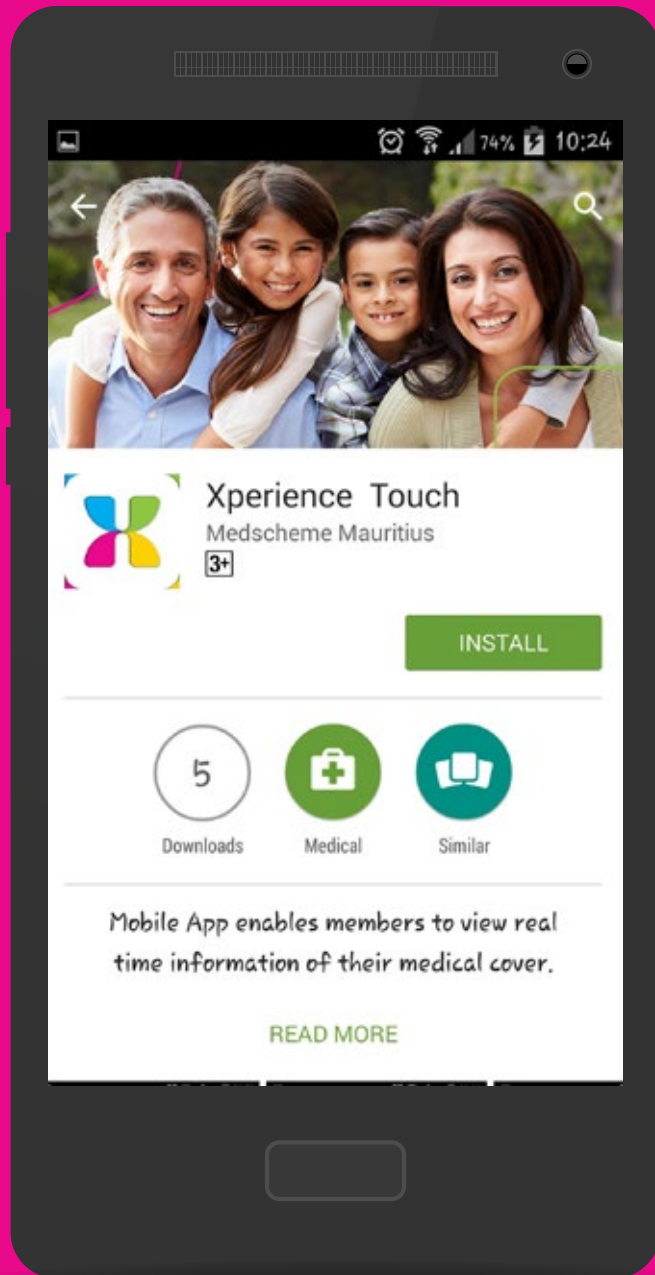 74% 10:24
Xperience Touch
Medscheme Mauritius
3+
INSTALL
5
Downloads Medical Similar
Mobile App enables members to view real
time information of their medical cover.
READ MORE